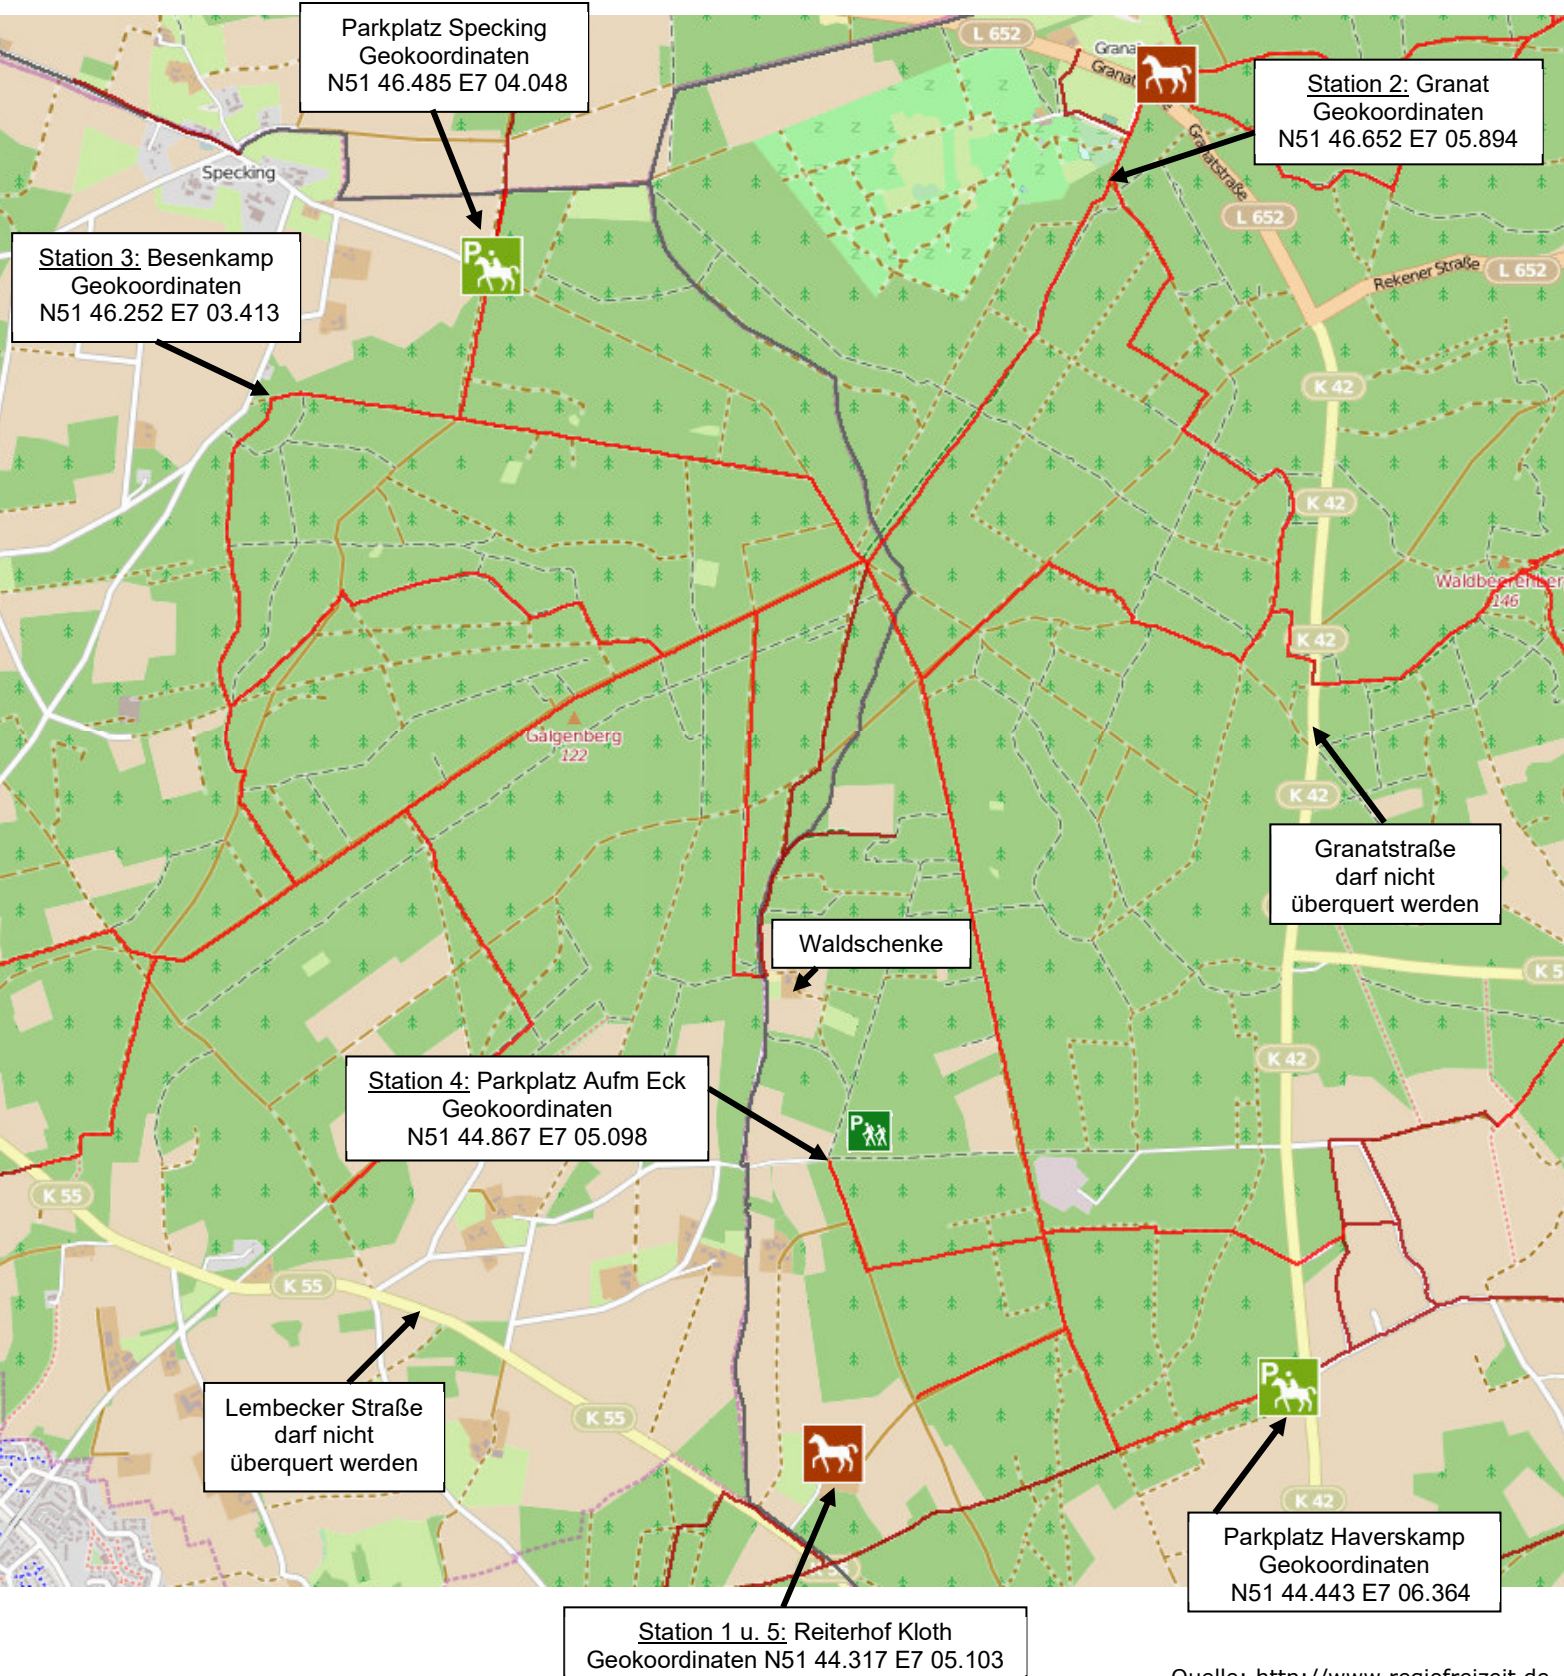 Parkplatz Specking
Geokoordinaten
N51 46.485 E7 04.048
L 652
Station 2: Granat
Geokoordinaten
N51 46.652 E7 05.894
Granatstraße
Specking
L 652
Rekener Straße
L 652
Station 3: Besenkamp
Geokoordinaten
N51 46.252 E7 03.413
P
K 42
K 42
146
K 42
Galgenberg
122
K 42
Granatstraße
darf nicht
überquert werden
Waldschenke
K 42
Station 4: Parkplatz Aufm Eck
Geokoordinaten
N51 44.867 E7 05.098
P
K 55
K 55
P
Lembecker Straße
darf nicht
überquert werden
K 55
K 42
Parkplatz Haverskamp
Geokoordinaten
N51 44.443 E7 06.364
Station 1 u. 5: Reiterhof Kloth
Geokoordinaten N51 44.317 E7 05.103